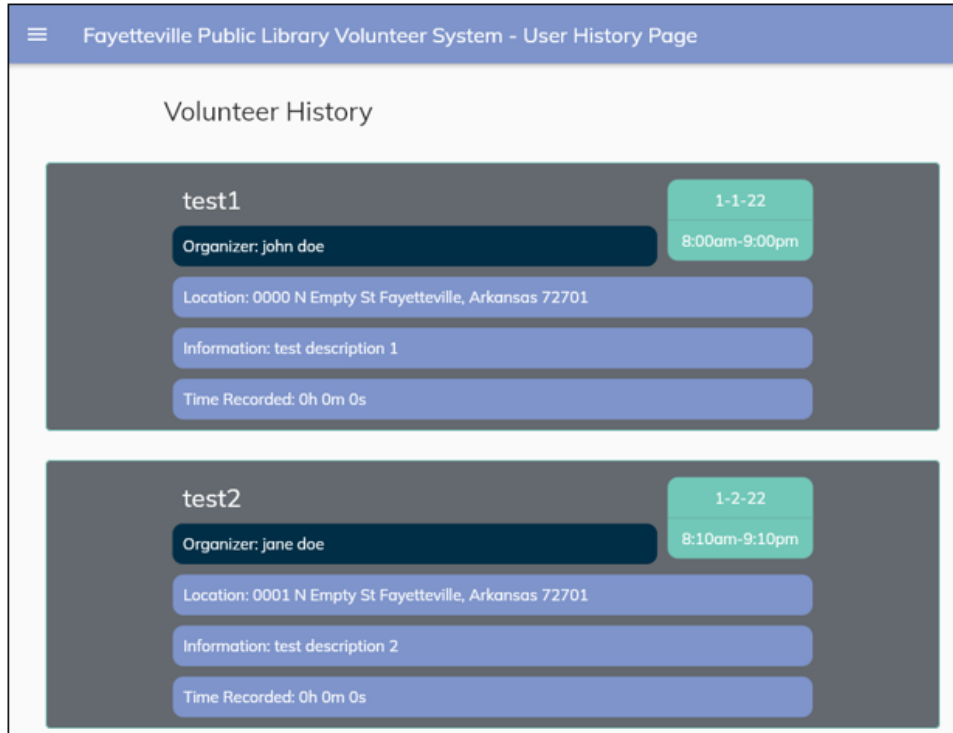 Fayetteville Public Library Volunteer System - User History Page
Volunteer History
test1
1-1-22
8:00am-9:00pm
Organizer: john doe
Location: 0000 N Empty St Fayetteville, Arkansas 72701
Information: test description 1
Time Recorded: 0h 0m 0s
test2
1-2-22
8:10am-9:10pm
Organizer: jane doe
Location: 0001 N Empty St Fayetteville, Arkansas 72701
Information: test description 2
Time Recorded: 0h 0m 0s